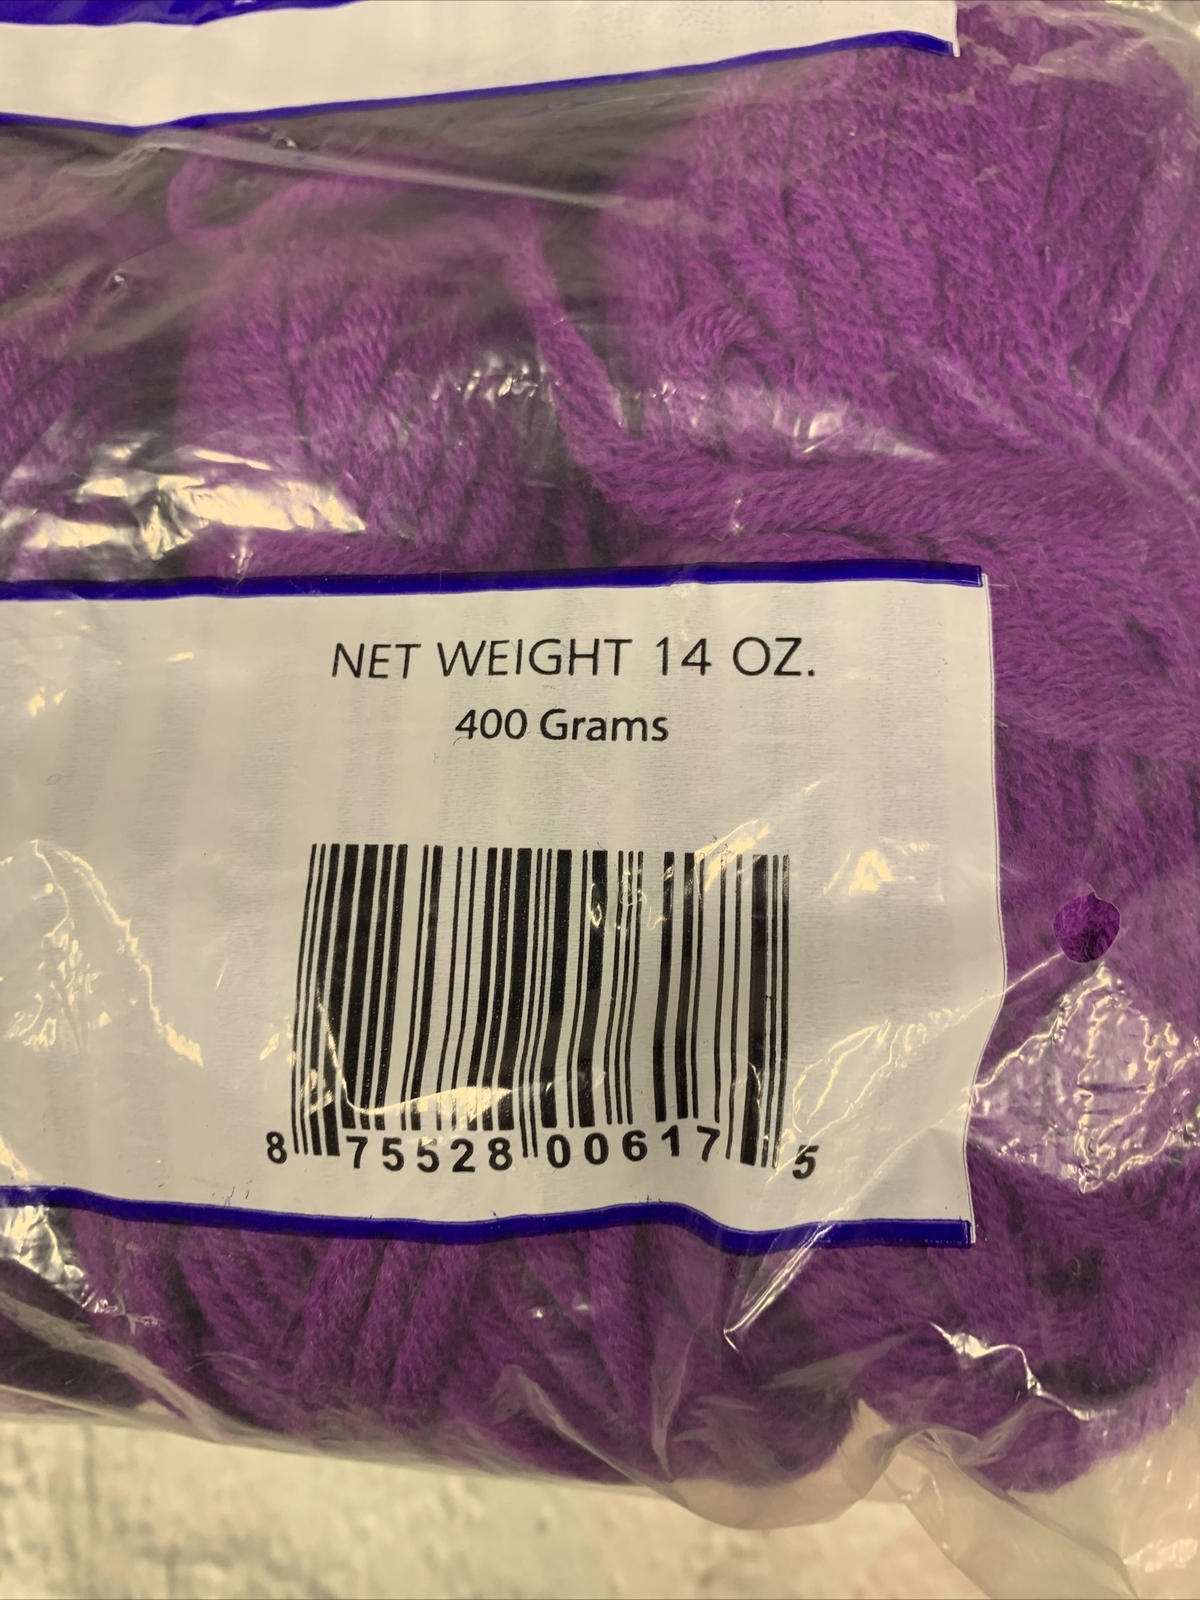 NET WEIGHT 14 OZ.
400 Grams
8 75528 00617 5